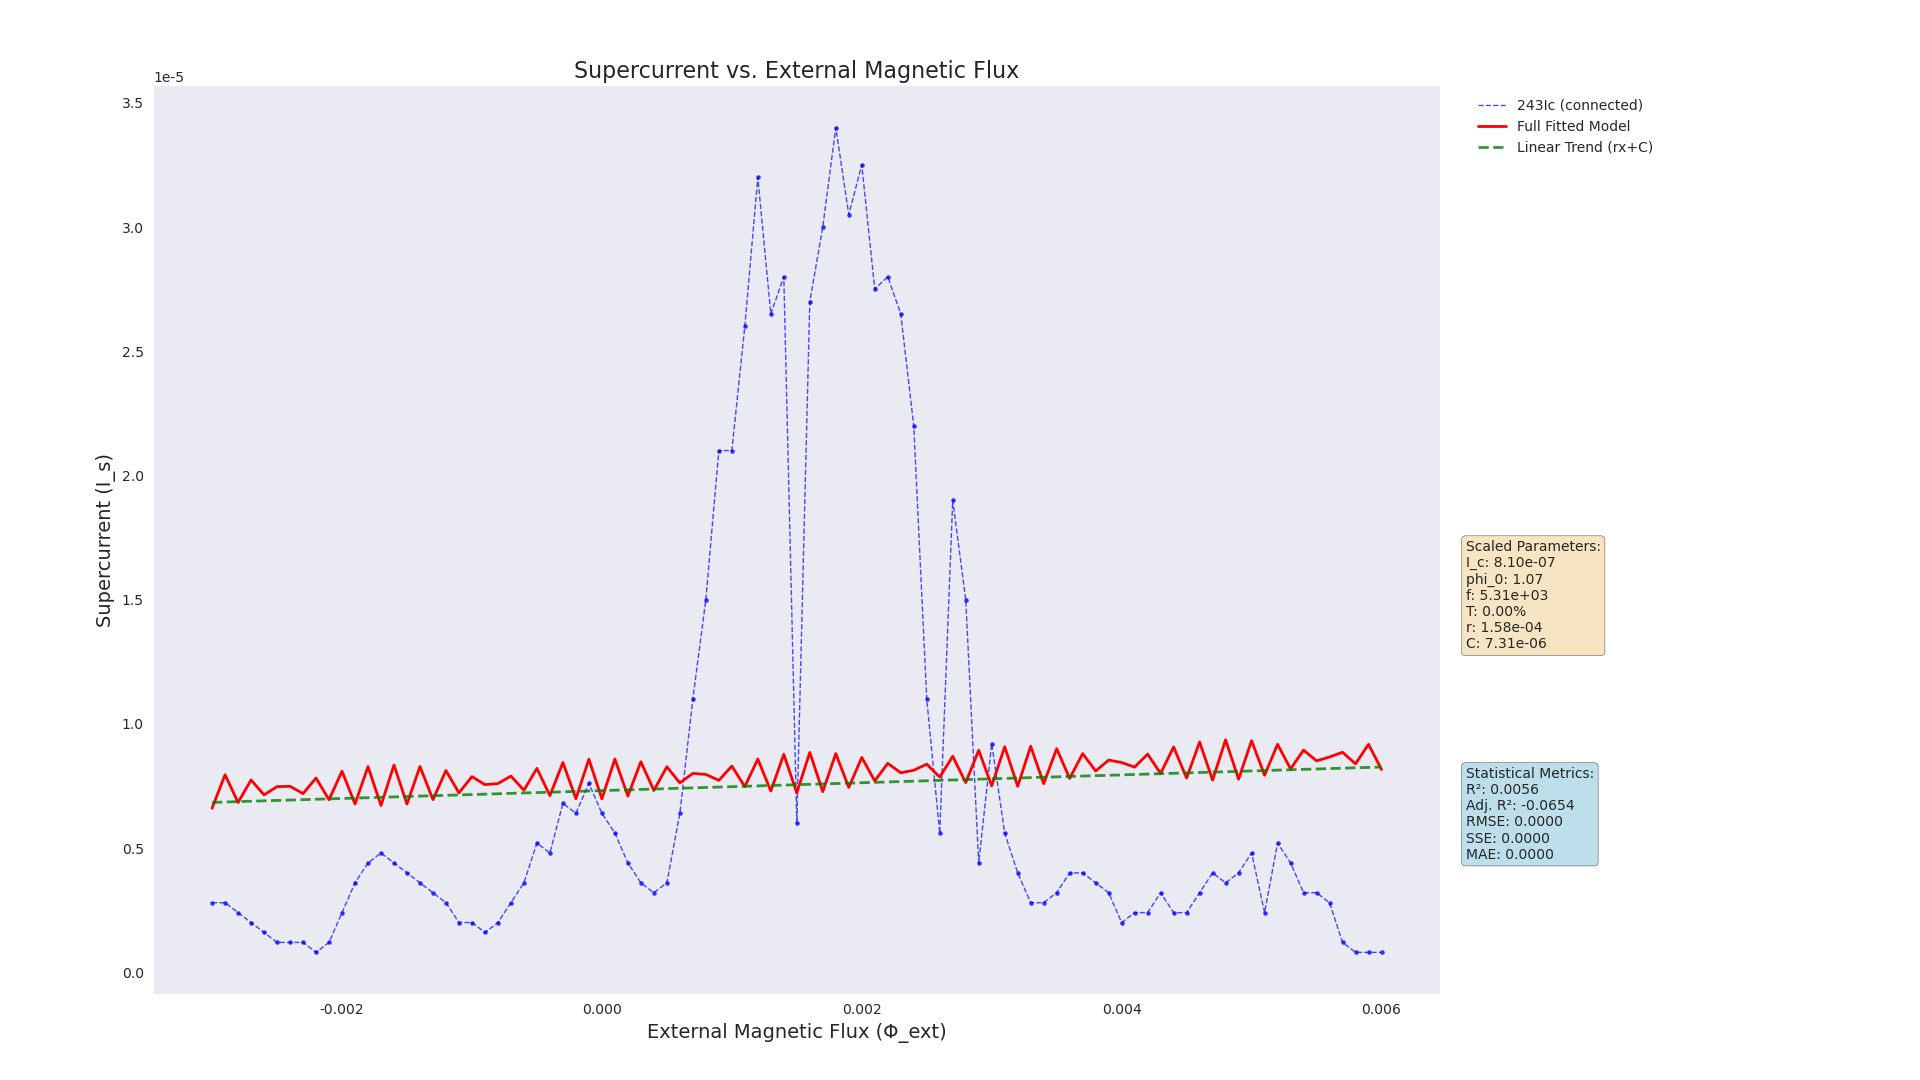 Supercurrent vs. External Magnetic Flux
1e-5
3.5
3.0
2.5
2.0
1.5
1.0
0.5
0.0
Supercurrent (I_s)
-0.002
0.000
0.002
0.004
0.006
External Magnetic Flux (Φ_ext)
243Ic (connected)
Full Fitted Model
Linear Trend (rx+C)
Scaled Parameters:
I_c: 8.10e-07
phi_0: 1.07
f: 5.31e+03
T: 0.00%
r: 1.58e-04
C: 7.31e-06
Statistical Metrics:
R²: 0.0056
Adj. R²: -0.0654
RMSE: 0.0000
SSE: 0.0000
MAE: 0.0000